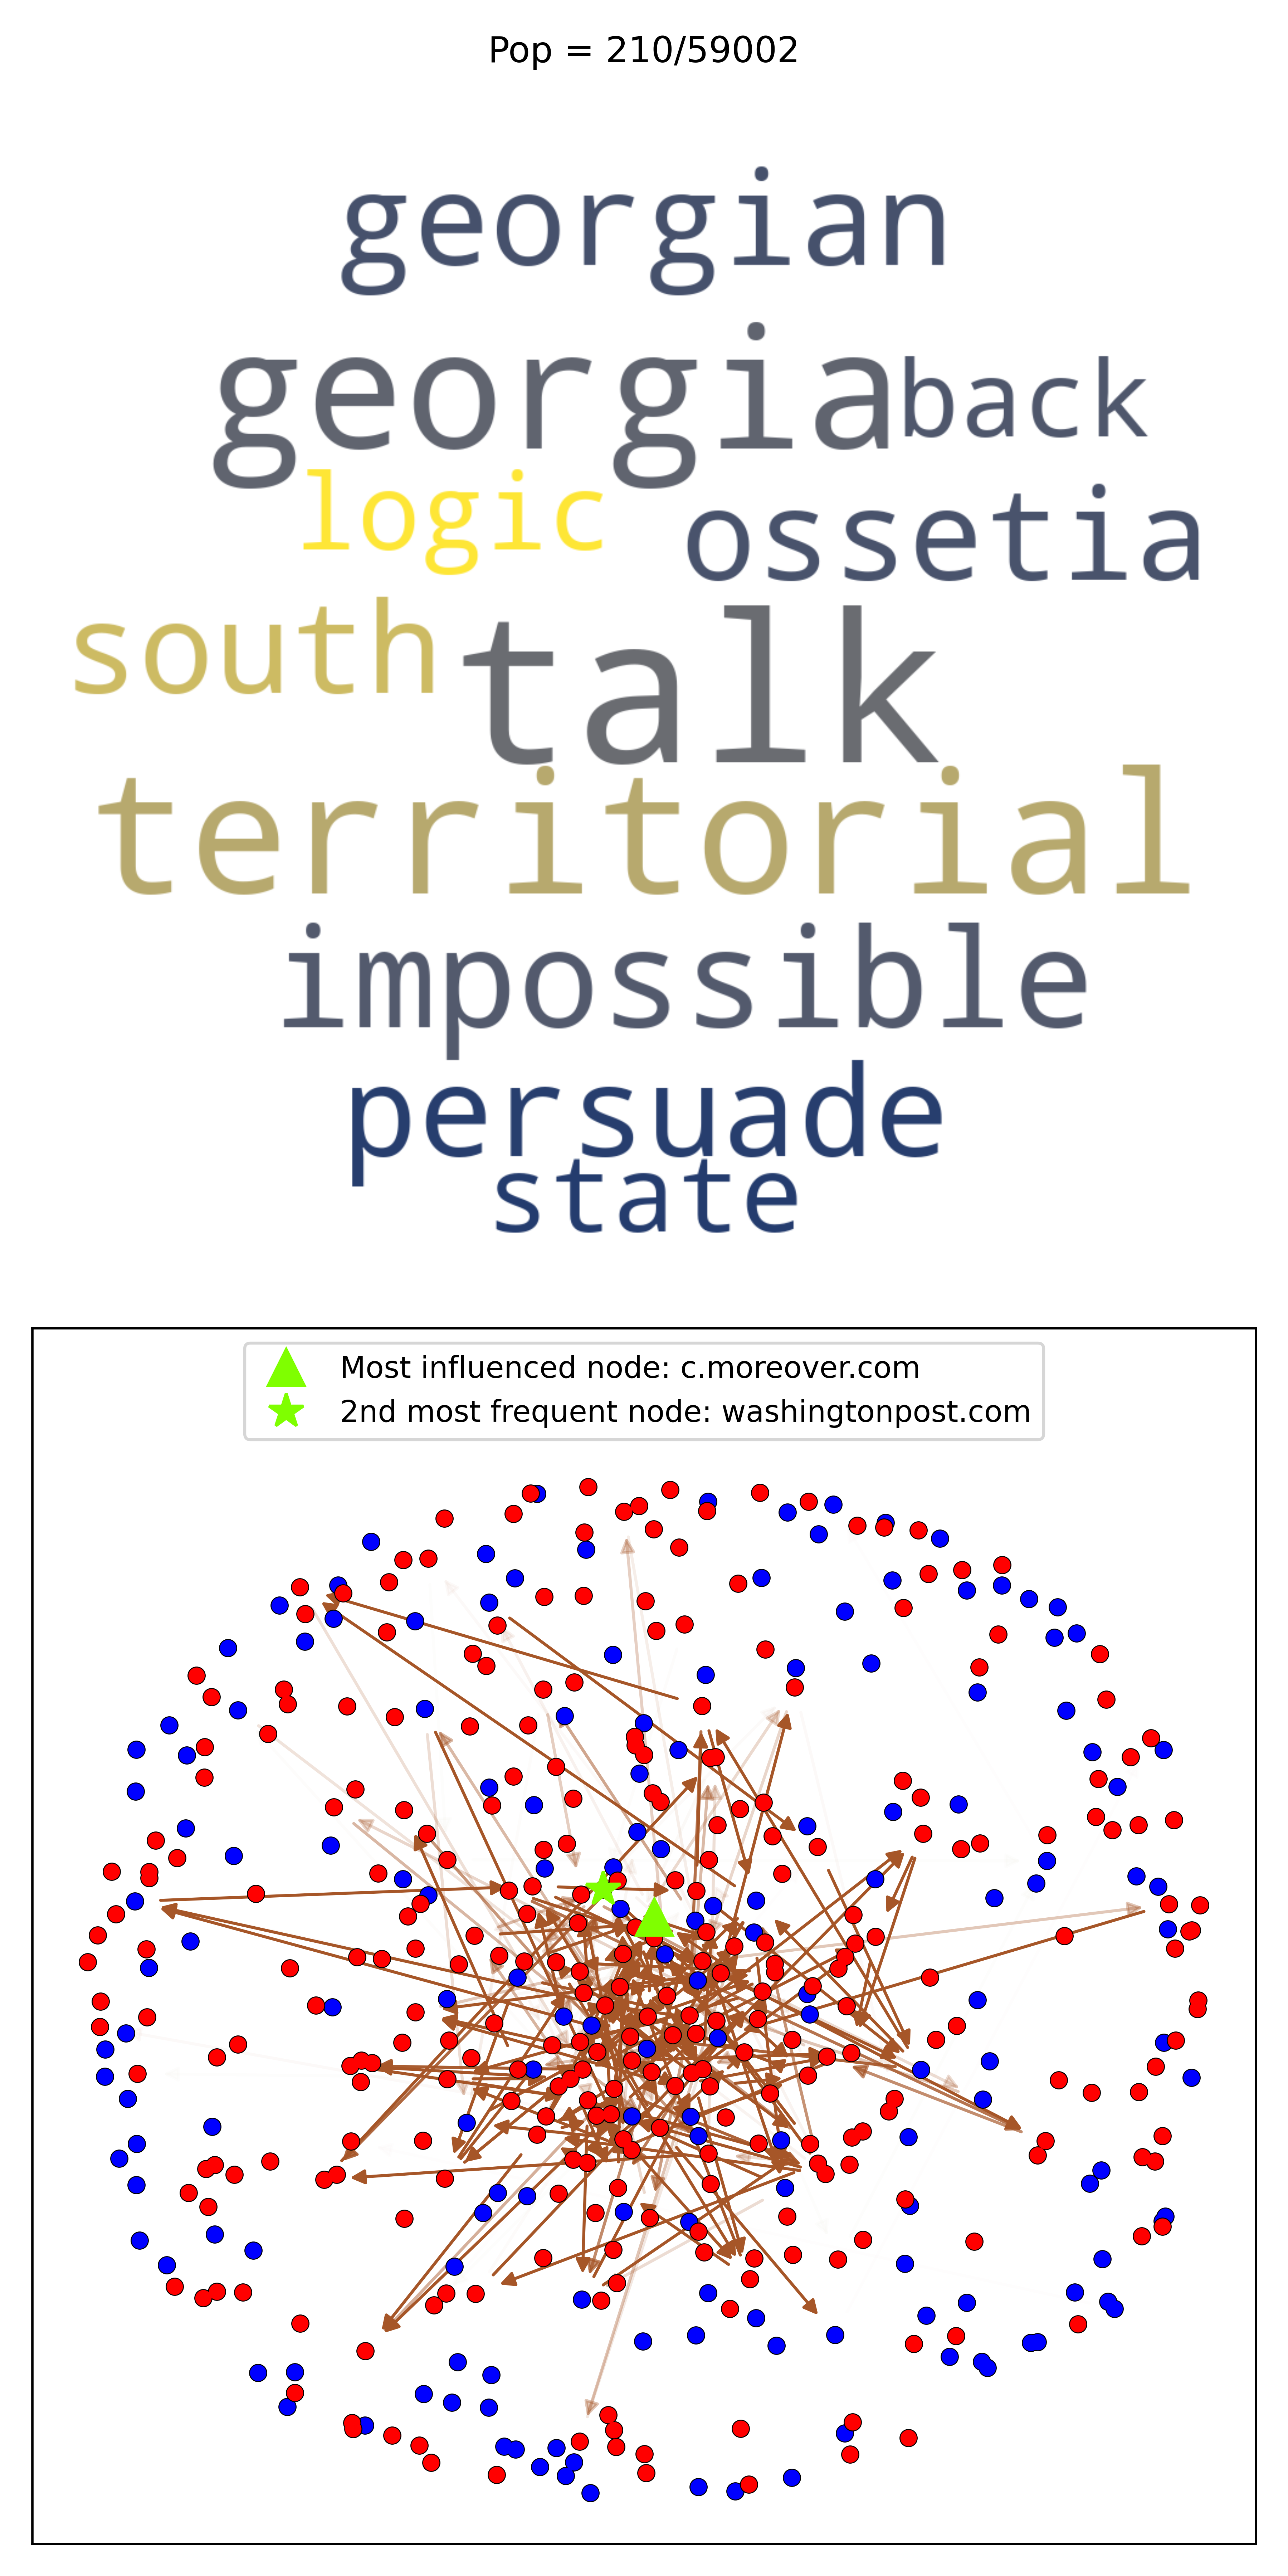 Pop = 210/59002
georgian
georgia back
logic
ossetia
south
talk
territorial
impossible
persuade
state
Most influenced node: c.moreover.com
2nd most frequent node: washingtonpost.com